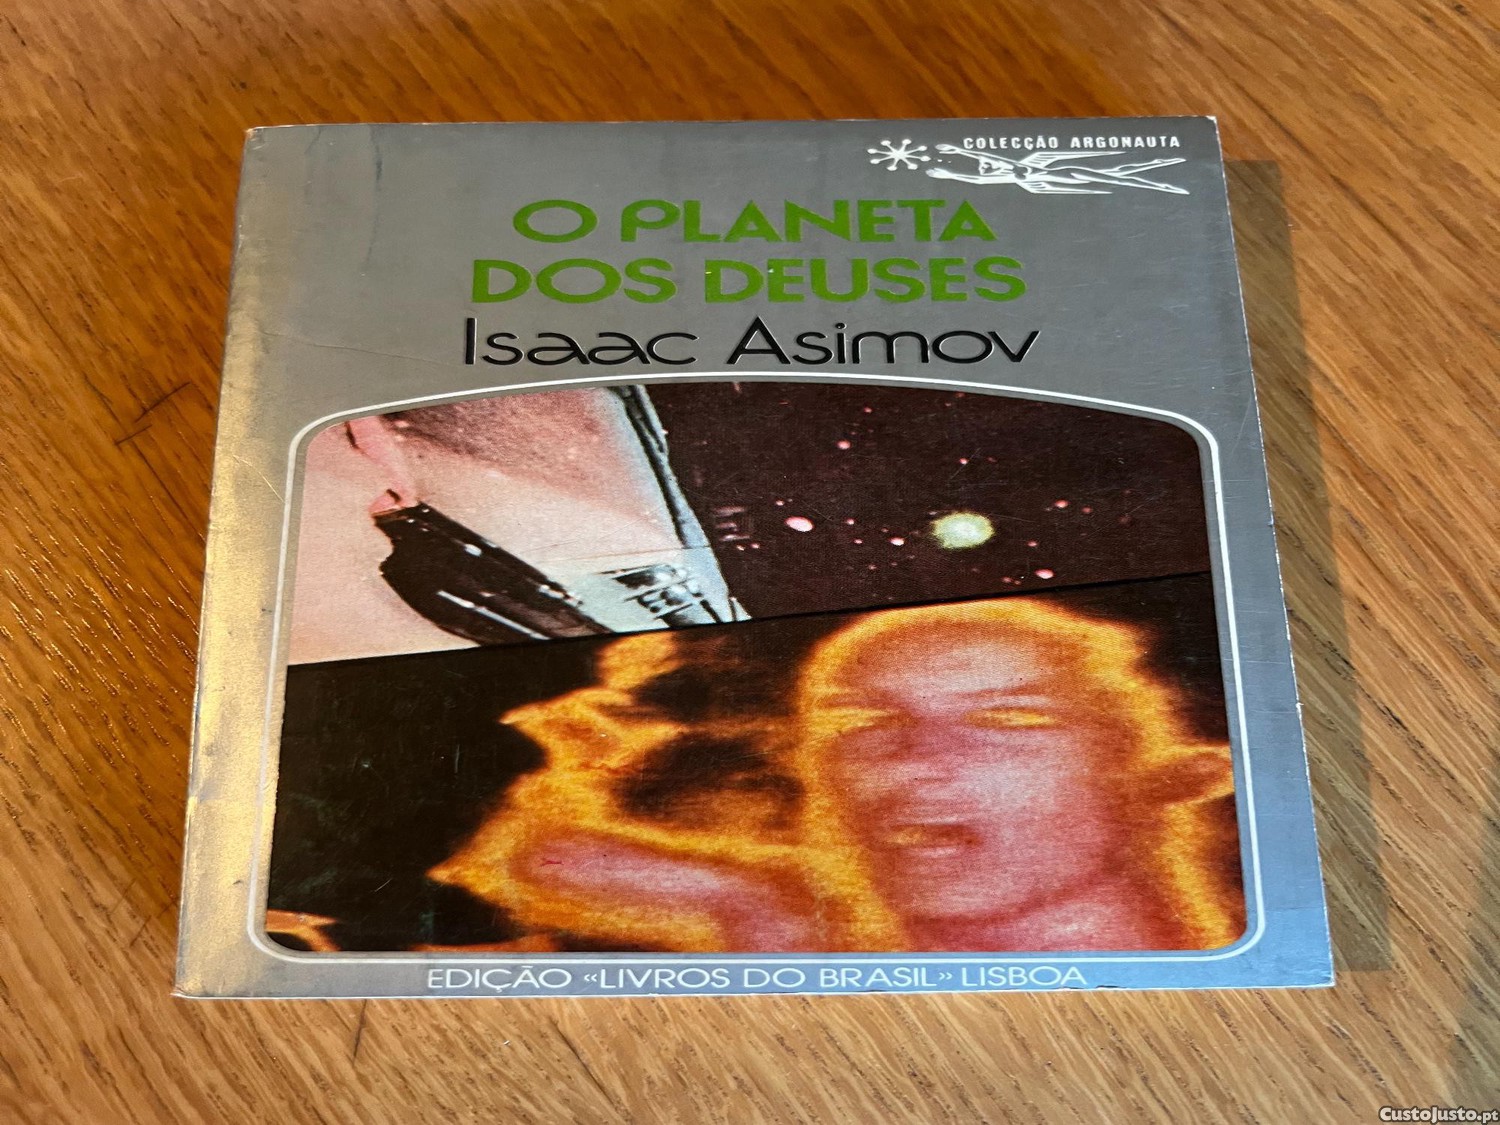 COLECÇÃO ARGONAUTA
O PLANETA
DOS DEUSES
Isaac Asimov
EDIÇÃO «LIVROS DO BRASIL» LISBOA
CustoJusto.pt